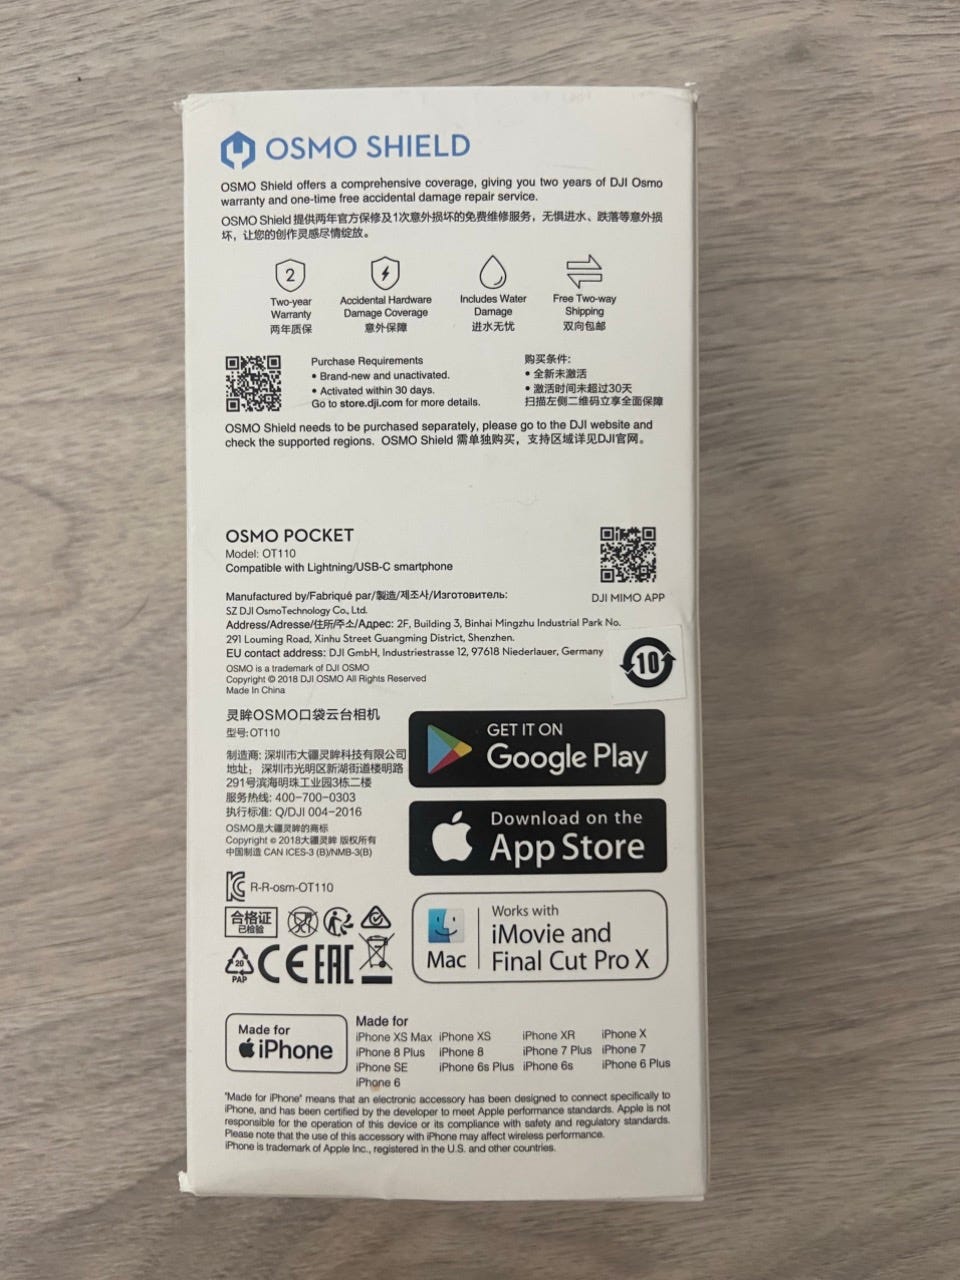 OSMO SHIELD
OSMO Shield offers a comprehensive coverage, giving you two years of DJI Osmo
warranty and one-time free accidental damage repair service.
OSMO Shield 提供两年官方保修及1次意外损坏的免费维修服务，无惧进水、跌落等意外损
坏，让您的创作灵感尽情绽放。
2
Two-year
Warranty
两年质保
Accidental Hardware
Damage Coverage
意外保障
Includes Water
Damage
进水无忧
Free Two-way
Shipping
双向包邮
Purchase Requirements
• Brand-new and unactivated.
• Activated within 30 days.
Go to store.dji.com for more details.
购买条件:
• 全新未激活
• 激活时间未超过30天
扫描左侧二维码立享全面保障
OSMO Shield needs to be purchased separately, please go to the DJI website and
check the supported regions. OSMO Shield 需单独购买，支持区域详见DJI官网。
OSMO POCKET
Model: OT110
Compatible with Lightning/USB-C smartphone
DJI MIMO APP
Manufactured by/Fabriqué par/製造/제조사/Изготовитель:
SZ DJI OsmoTechnology Co., Ltd.
Address/Adresse/住所/주소/Адрес: 2F, Building 3, Binhai Mingzhu Industrial Park No.
291 Louming Road, Xinhu Street Guangming District, Shenzhen.
EU contact address: DJI GmbH, Industriestrasse 12, 97618 Niederlauer, Germany
OSMO is a trademark of DJI OSMO
Copyright © 2018 DJI OSMO All Rights Reserved
Made In China
10
灵眸OSMO口袋云台相机
型号: OT110
制造商: 深圳市大疆灵眸科技有限公司
地址： 深圳市光明区新湖街道楼明路
291号滨海明珠工业园3栋二楼
服务热线: 400-700-0303
执行标准: Q/DJI 004-2016
OSMO是大疆灵眸的商标
Copyright © 2018大疆灵眸 版权所有
中国制造 CAN ICES-3 (B)/NMB-3(B)
GET IT ON
Google Play
Download on the
App Store
R-R-osm-OT110
合格证
已检验
20
PAP
CE EAC
Mac
Works with
iMovie and
Final Cut Pro X
Made for
iPhone
Made for
iPhone XS Max iPhone XS iPhone XR iPhone X
iPhone 8 Plus iPhone 8 iPhone 7 Plus iPhone 7
iPhone SE iPhone 6s Plus iPhone 6s iPhone 6 Plus
iPhone 6
"Made for iPhone" means that an electronic accessory has been designed to connect specifically to
iPhone, and has been certified by the developer to meet Apple performance standards. Apple is not
responsible for the operation of this device or its compliance with safety and regulatory standards.
Please note that the use of this accessory with iPhone may affect wireless performance.
iPhone is trademark of Apple Inc., registered in the U.S. and other countries.